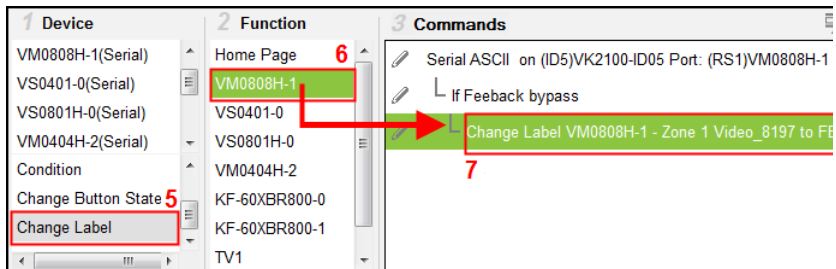 1 Device
VM0808H-1(Serial)
VS0401-0(Serial)
VS0801H-0(Serial)
VM0404H-2(Serial)
Condition
Change Button State 5
Change Label
2 Function
Home Page 6
VM0808H-1
VS0401-0
VS0801H-0
VM0404H-2
KF-60XBR800-0
KF-60XBR800-1
TV1
3 Commands
Serial ASCII on (ID5)VK2100-ID05 Port: (RS1)VM0808H-1
If Feeback bypass
Change Label VM0808H-1 - Zone 1 Video_8197 to FE
7